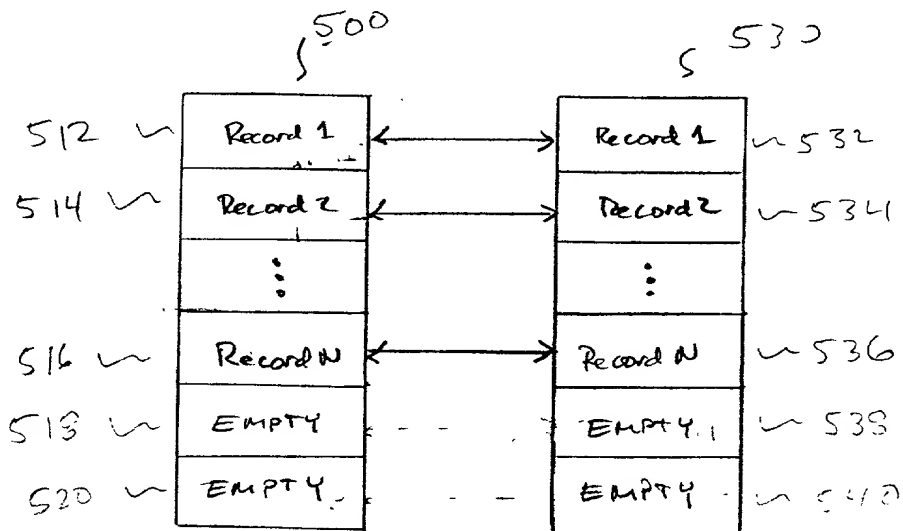 500 530
512 Record 1 Record 1 532
514 Record 2 Record 2 534
516 Record N Record N 536
518 EMPTY EMPTY 538
520 EMPTY EMPTY 540